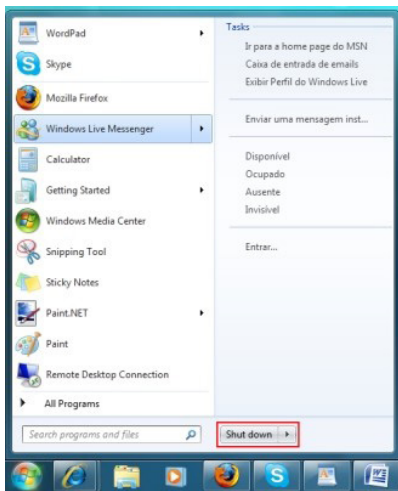 WordPad
Skype
Mozilla Firefox
Windows Live Messenger
Calculator
Getting Started
Windows Media Center
Snipping Tool
Sticky Notes
Paint.NET
Paint
Remote Desktop Connection
All Programs
Search programs and files
Tasks
Ir para a home page do MSN
Caixa de entrada de emails
Exibir Perfil do Windows Live
Enviar uma mensagem inst...
Disponível
Ocupado
Ausente
Invisível
Entrar...
Shut down